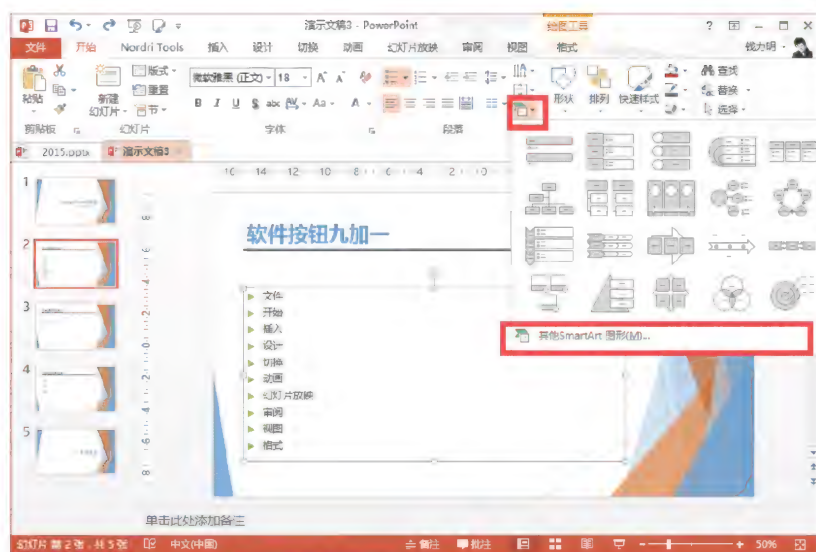 演示文稿3 - PowerPoint
绘图工具
?
文件 开始 Nordri Tools 插入 设计 切换 动画 幻灯片放映 审阅 视图 格式
钱力明
粘贴
新建
幻灯片
版式
重置
节
微软雅黑 (正文) 18
B I U S abc AV Aa A
形状
排列
快速样式
查找
替换
选择
剪贴板 幻灯片 字体 段落
2015.pptx 演示文稿3
1
2
3
4
5
软件按钮九加一
文件
开始
插入
设计
切换
动画
幻灯片放映
审阅
视图
格式
其他SmartArt 图形(M)...
单击此处添加备注
幻灯片 第 2 张，共 5 张 中文(中国) 备注 批注 50%